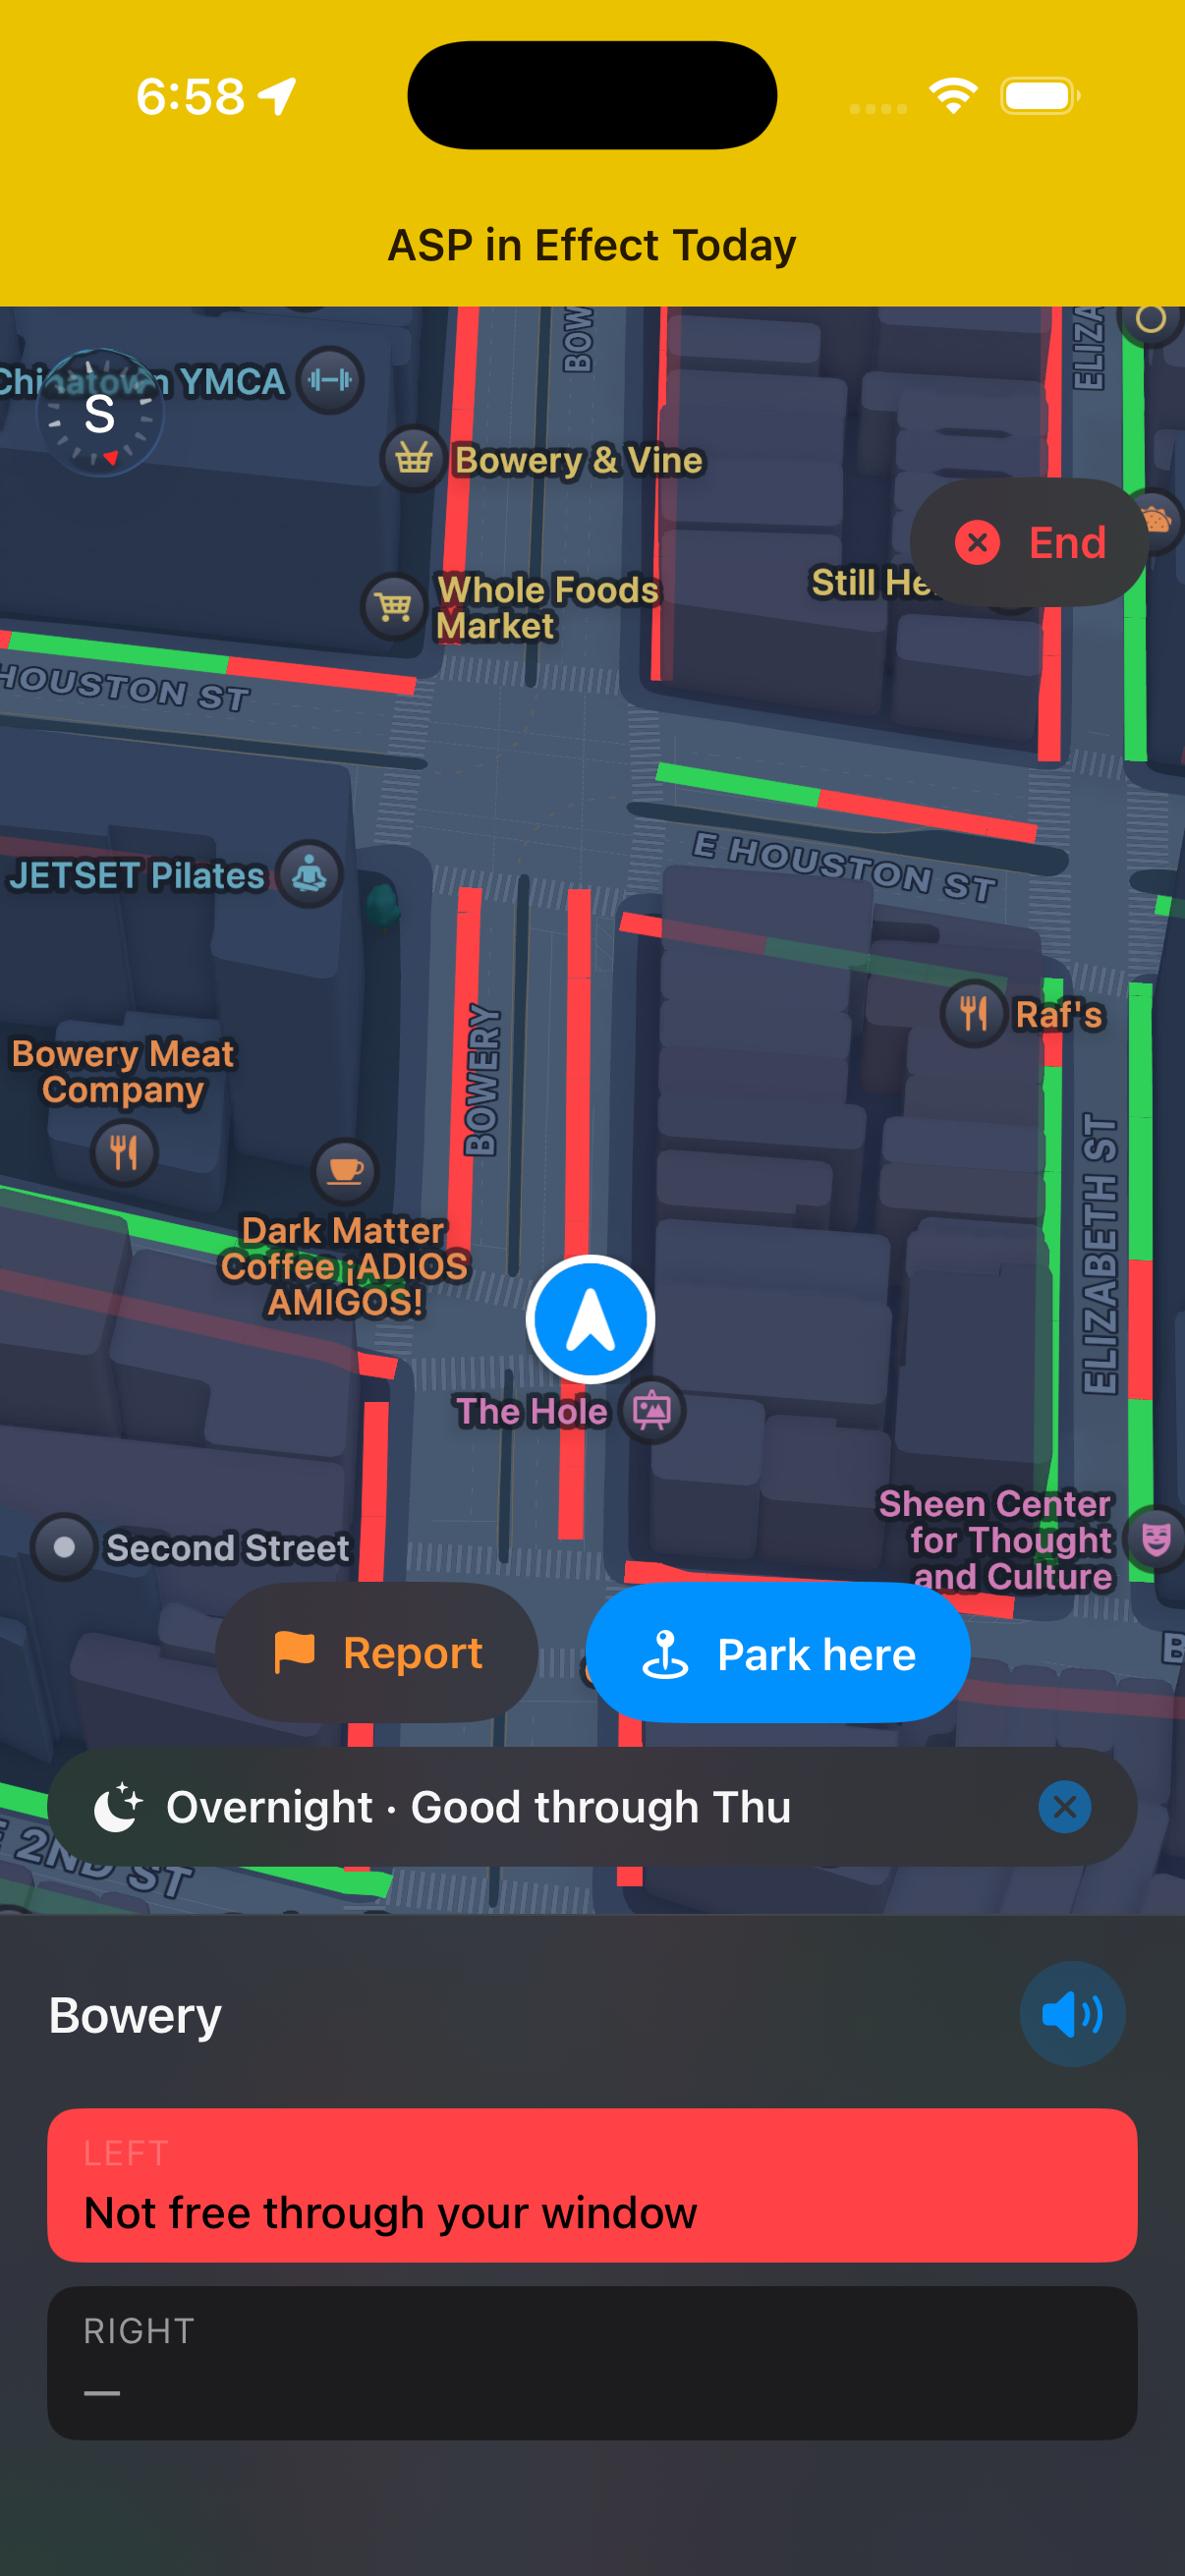 6:58
ASP in Effect Today
BOW
ELIZA
Chinatown YMCA
S
Bowery & Vine
End
Still He
Whole Foods
Market
HOUSTON ST
E HOUSTON ST
JETSET Pilates
Raf's
BOWERY
Bowery Meat
Company
ELIZABETH ST
Dark Matter
Coffee ¡ADIOS
AMIGOS!
The Hole
Sheen Center
for Thought
and Culture
Second Street
Report
Park here
B
Overnight · Good through Thu
E 2ND ST
Bowery
LEFT
Not free through your window
RIGHT
—